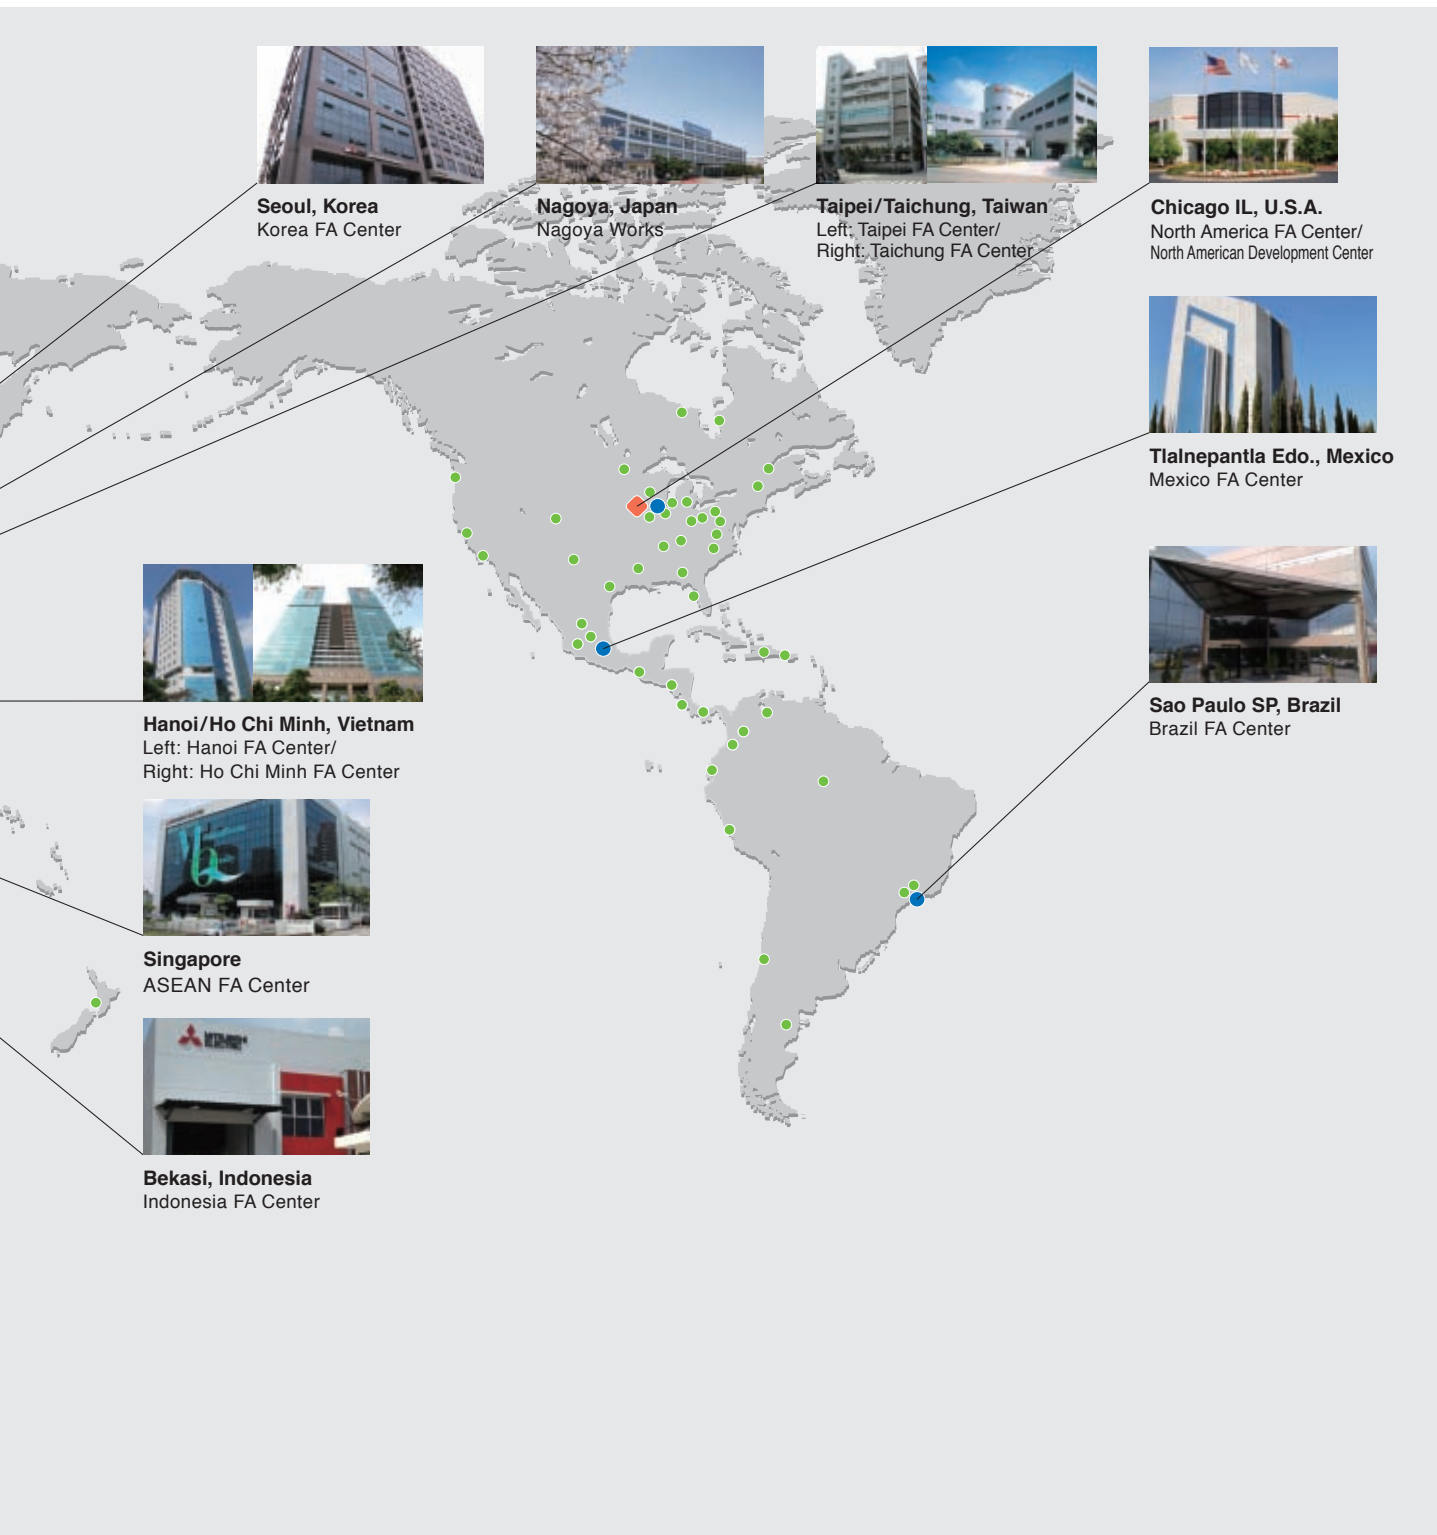 Seoul, Korea
Korea FA Center
Nagoya, Japan
Nagoya Works
Taipei/Taichung, Taiwan
Left: Taipei FA Center/
Right: Taichung FA Center
Chicago IL, U.S.A.
North America FA Center/
North American Development Center
Tlalnepantla Edo., Mexico
Mexico FA Center
Hanoi/Ho Chi Minh, Vietnam
Left: Hanoi FA Center/
Right: Ho Chi Minh FA Center
Sao Paulo SP, Brazil
Brazil FA Center
Singapore
ASEAN FA Center
MITSUBISHI
ELECTRIC
Bekasi, Indonesia
Indonesia FA Center